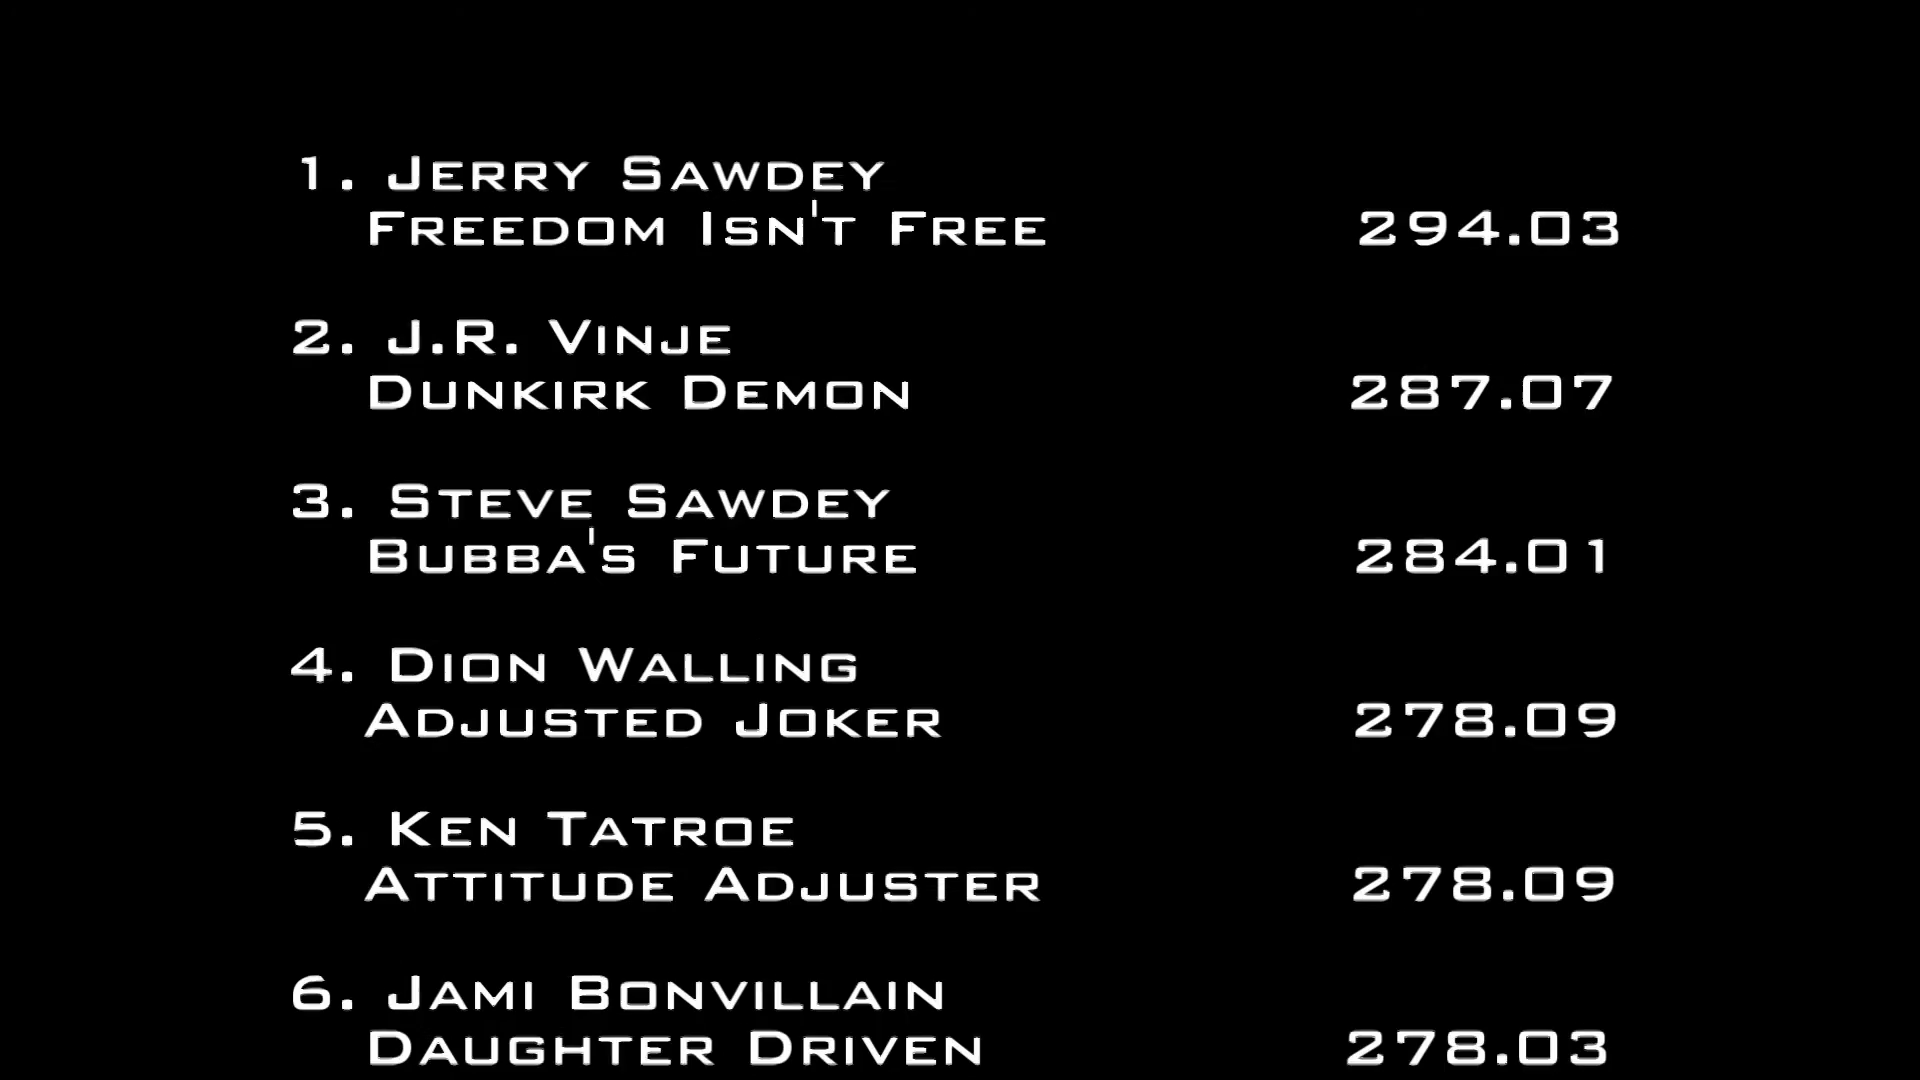 1. Jerry Sawdey
Freedom Isn't Free 294.03
2. J.R. Vinje
Dunkirk Demon 287.07
3. Steve Sawdey
Bubba's Future 284.01
4. Dion Walling
Adjusted Joker 278.09
5. Ken Tatroe
Attitude Adjuster 278.09
6. Jami Bonvillain
Daughter Driven 278.03